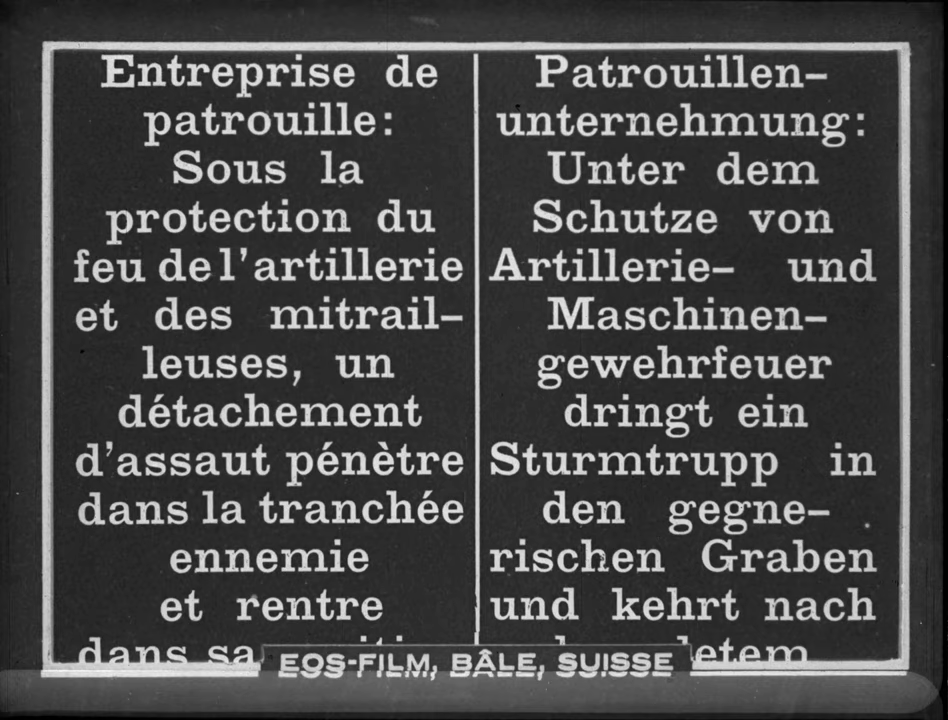 Entreprise de
patrouille:
Sous la
protection du
feu de l'artillerie
et des mitrail-
leuses, un
détachement
d'assaut pénètre
dans la tranchée
ennemie
et rentre
dans sa
Patrouillen-
unternehmung:
Unter dem
Schutze von
Artillerie- und
Maschinen-
gewehrfeuer
dringt ein
Sturmtrupp in
den gegne-
rischen Graben
und kehrt nach
EOS-FILM, BÂLE, SUISSE